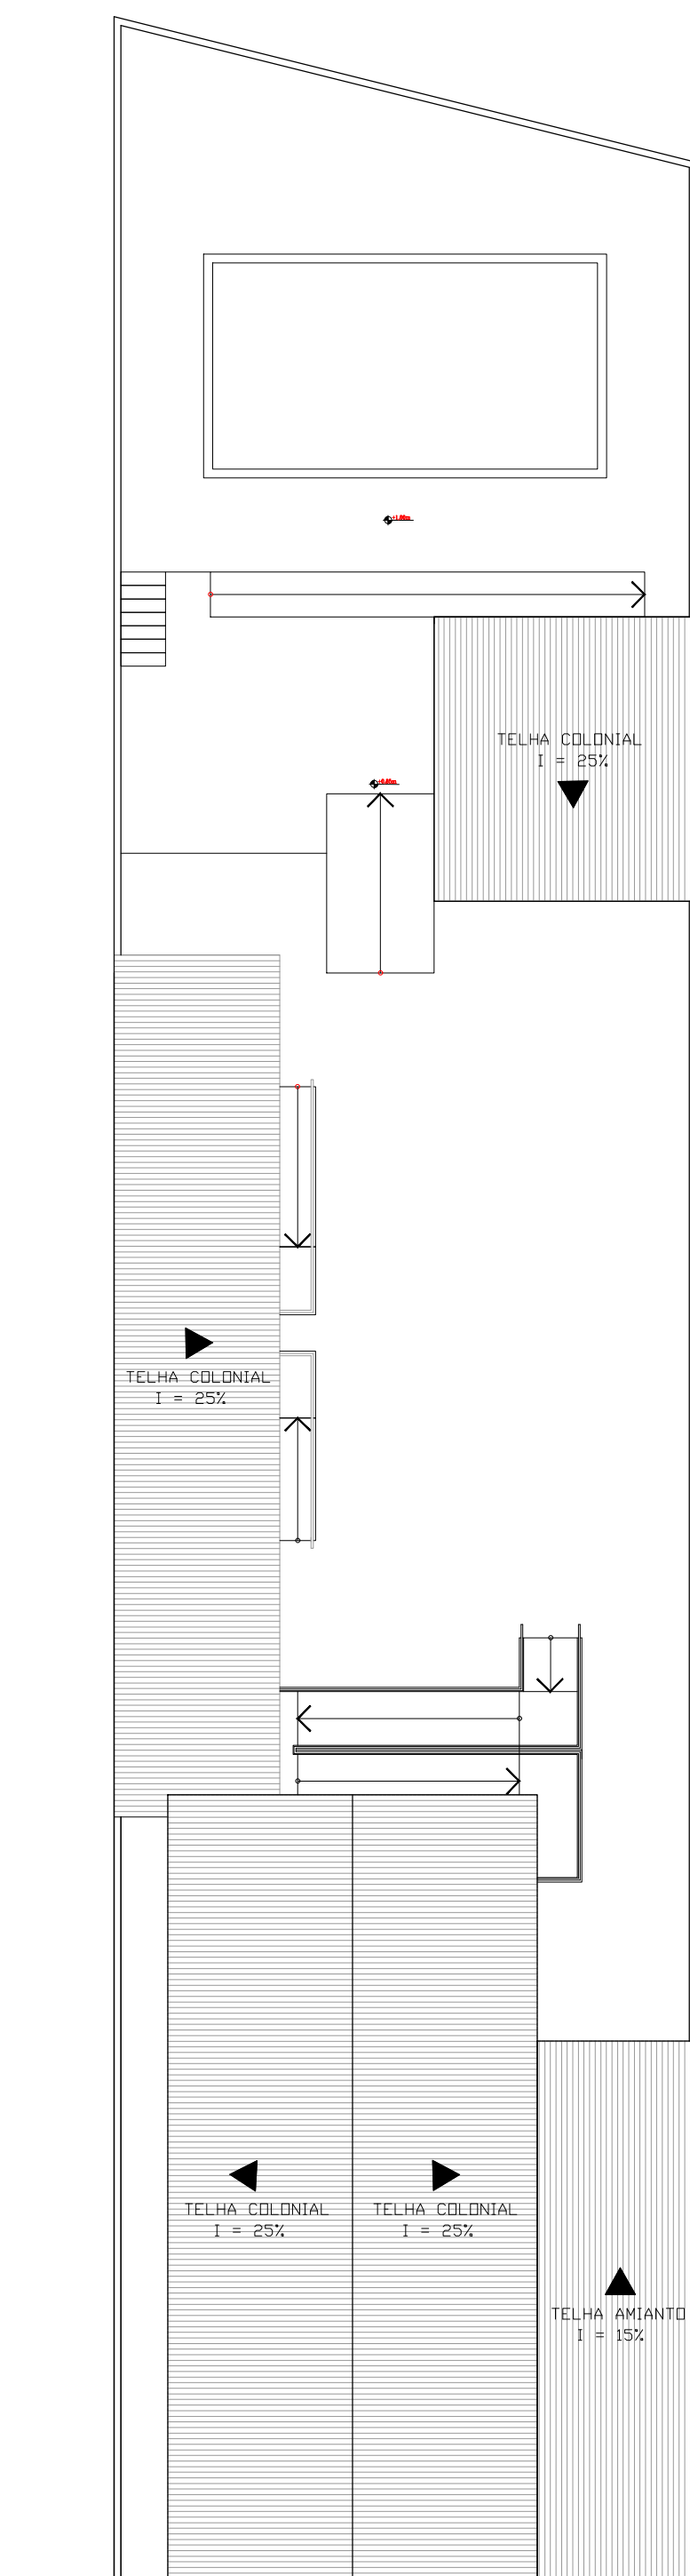 TELHA COLONIAL
I = 25%
TELHA COLONIAL
I = 25%
TELHA COLONIAL
I = 25%
TELHA COLONIAL
I = 25%
TELHA AMIANTO
I = 15%